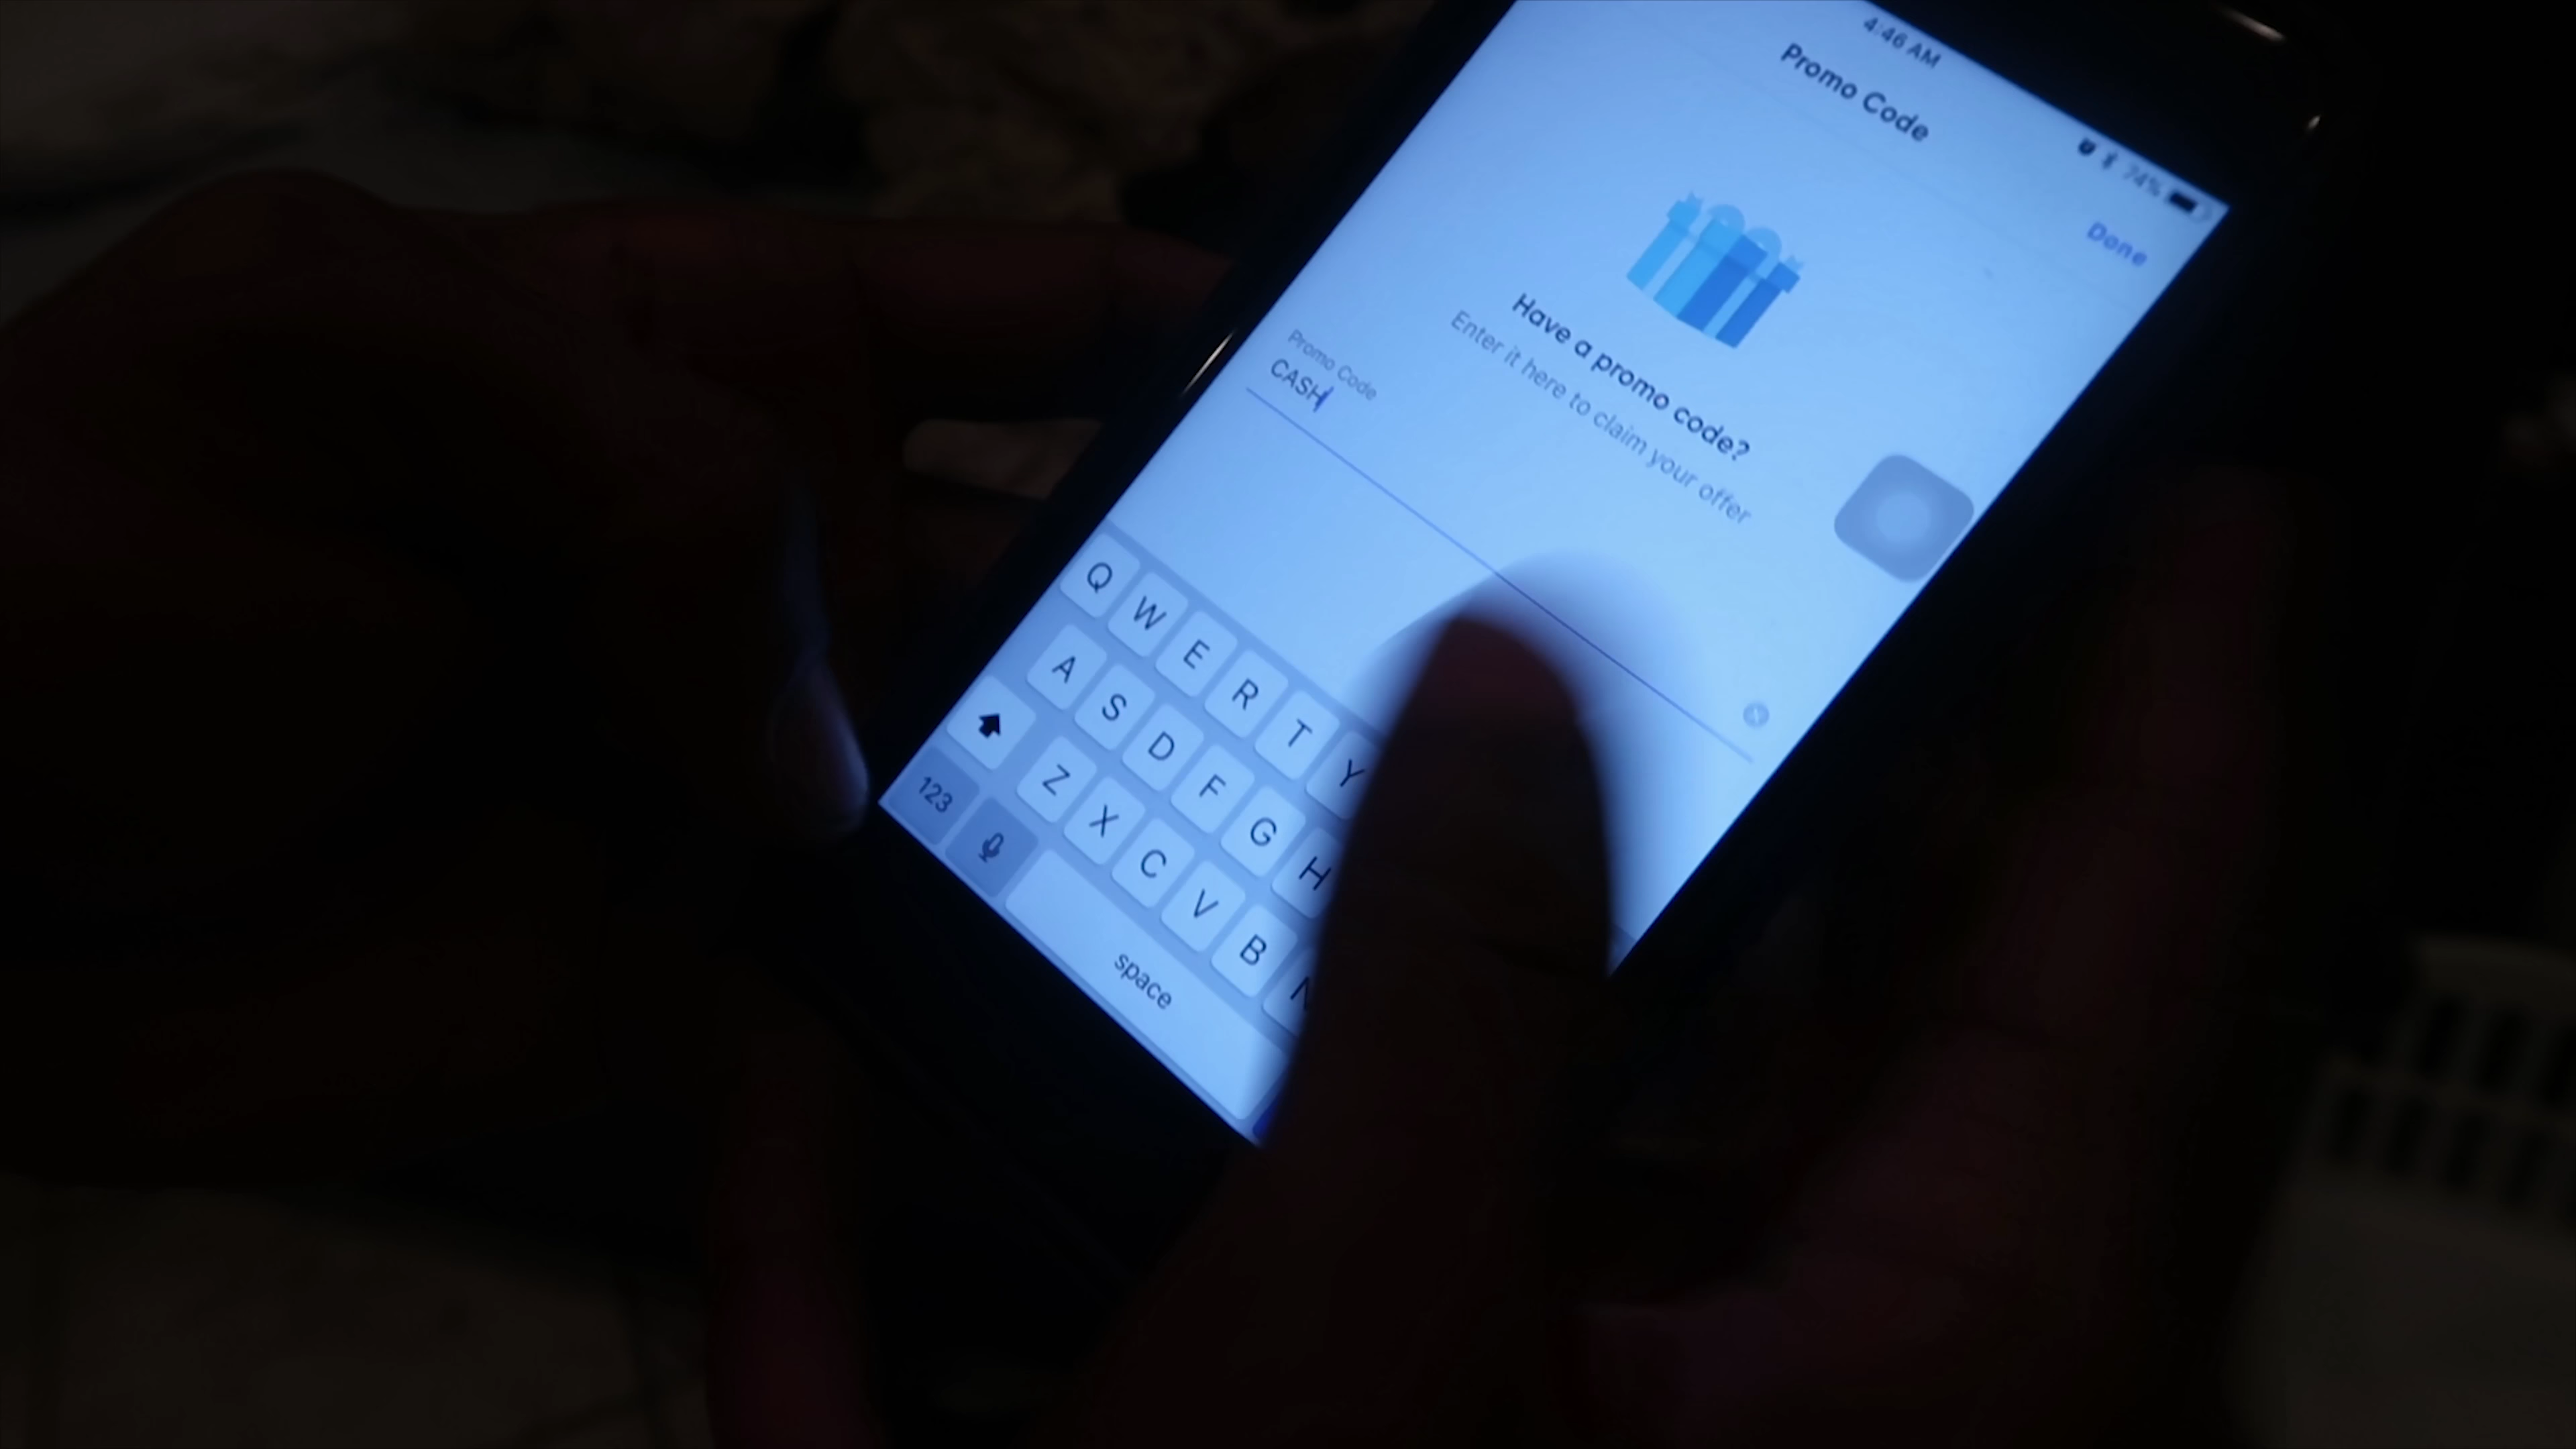 4:46 AM
74%
Promo Code
Done
Have a promo code?
Enter it here to claim your offer
Promo Code
CASH
Q W E R T Y
A S D F G H
Z X C V B N
123
space